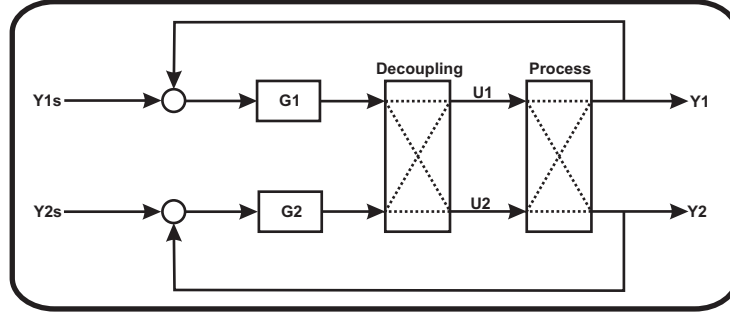 Decoupling
Process
Y1s
G1
U1
Y1
Y2s
G2
U2
Y2